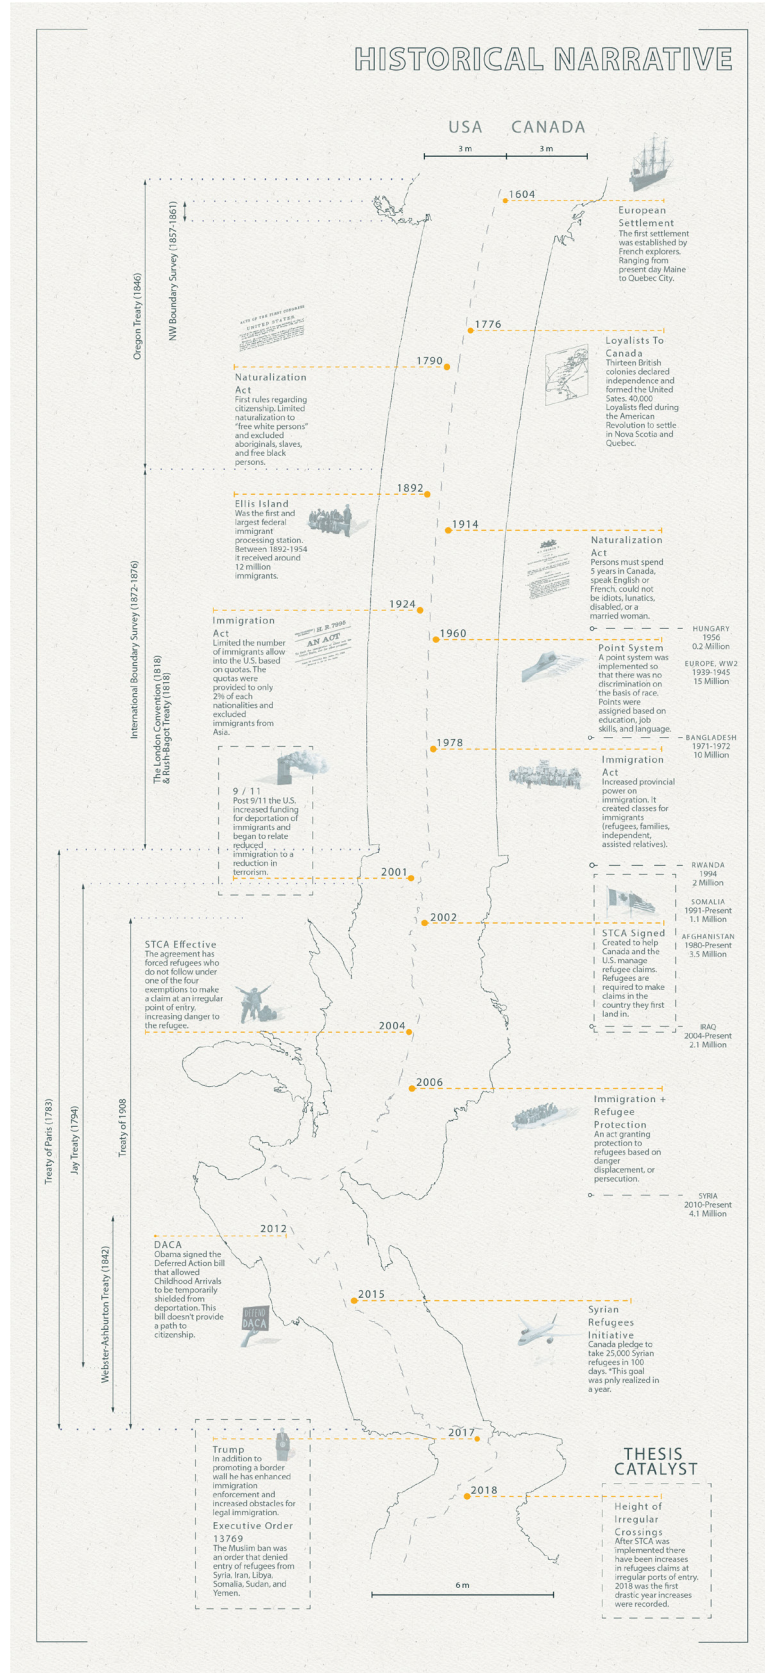 HISTORICAL NARRATIVE
USA
CANADA
3 m
3 m
1604
European
Settlement
The first settlement
was established by
French explorers.
Ranging from
present day Maine
to Quebec City.
NW Boundary Survey (1857-1861)
Oregon Treaty (1846)
ACTS OF THE FIRST CONGRESS
UNITED STATES
1776
Loyalists To
Canada
Thirteen British
colonies declared
independence and
formed the United
Sates. 40,000
Loyalists fled during
the American
Revolution to settle
in Nova Scotia and
Quebec.
1790
Naturalization
Act
First rules regarding
citizenship. Limited
naturalization to
"free white persons"
and excluded
aboriginals, slaves,
and free black
persons.
1892
Ellis Island
Was the first and
largest federal
immigrant
processing station.
Between 1892-1954
it received around
12 million
immigrants.
1914
Naturalization
Act
Persons must spend
5 years in Canada,
speak English or
French, could not
be idiots, lunatics,
disabled, or a
married woman.
International Boundary Survey (1872-1876)
The London Convention (1818)
& Rush-Bagot Treaty (1818)
1924
Immigration
Act
Limited the number
of immigrants allow
into the U.S. based
on quotas. The
quotas were
provided to only
2% of each
nationalities and
excluded
immigrants from
Asia.
H. R. 7995
AN ACT
1960
Point System
A point system was
implemented so
that there was no
discrimination on
the basis of race.
Points were
assigned based on
education, job
skills, and language.
HUNGARY
1956
0.2 Million
EUROPE, WW2
1939-1945
15 Million
BANGLADESH
1971-1972
10 Million
1978
Immigration
Act
Increased provincial
power on
immigration. It
created classes for
immigrants
(refugees, families,
independent,
assisted relatives).
9 / 11
Post 9/11 the U.S.
increased funding
for deportation of
immigrants and
began to relate
reduced
immigration to a
reduction in
terrorism.
2001
RWANDA
1994
2 Million
SOMALIA
1991-Present
1.1 Million
AFGHANISTAN
1980-Present
3.5 Million
IRAQ
2004-Present
2.1 Million
2002
STCA Signed
Created to help
Canada and the
U.S. manage
refugee claims.
Refugees are
required to make
claims in the
country they first
land in.
STCA Effective
The agreement has
forced refugees who
do not follow under
one of the four
exemptions to make
a claim at an irregular
point of entry,
increasing danger to
the refugee.
2004
2006
Immigration +
Refugee
Protection
An act granting
protection to
refugees based on
danger
displacement, or
persecution.
Treaty of Paris (1783)
Jay Treaty (1794)
Treaty of 1908
Webster-Ashburton Treaty (1842)
SYRIA
2010-Present
4.1 Million
2012
DACA
Obama signed the
Deferred Action bill
that allowed
Childhood Arrivals
to be temporarily
shielded from
deportation. This
bill doesn't provide
a path to
citizenship.
DEFEND
DACA
2015
Syrian
Refugees
Initiative
Canada pledge to
take 25,000 Syrian
refugees in 100
days. *This goal
was pnly realized in
a year.
2017
Trump
In addition to
promoting a border
wall he has enhanced
immigration
enforcement and
increased obstacles for
legal immigration.
Executive Order
13769
The Muslim ban was
an order that denied
entry of refugees from
Syria, Iran, Libya,
Somalia, Sudan, and
Yemen.
THESIS
CATALYST
2018
Height of
Irregular
Crossings
After STCA was
implemented there
have been increases
in refugees claims at
irregular ports of entry.
2018 was the first
drastic year increases
were recorded.
6 m